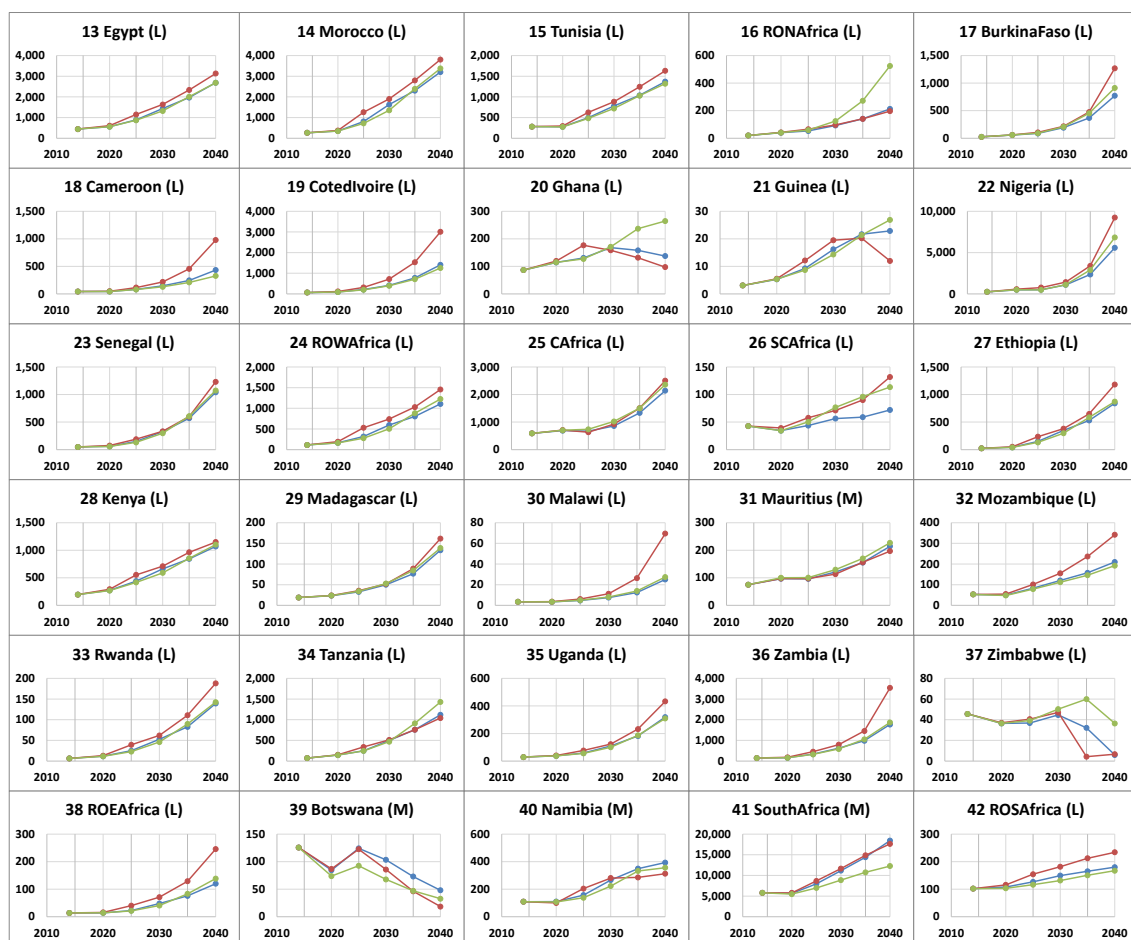 13 Egypt (L) 14 Morocco (L) 15 Tunisia (L) 16 RONAfrica (L) 17 BurkinaFaso (L)
4,000 4,000 2,000 600 1,500
3,000 3,000 1,500 400 1,000
2,000 2,000 1,000 200 500
1,000 1,000 500 0 0
0 0 0
2010 2020 2030 2040 2010 2020 2030 2040 2010 2020 2030 2040 2010 2020 2030 2040 2010 2020 2030 2040
18 Cameroon (L) 19 CotedIvoire (L) 20 Ghana (L) 21 Guinea (L) 22 Nigeria (L)
1,500 4,000 300 30 10,000
1,000 3,000 200 20 5,000
500 2,000 100 10 0
0 1,000 0 0
0
2010 2020 2030 2040 2010 2020 2030 2040 2010 2020 2030 2040 2010 2020 2030 2040 2010 2020 2030 2040
23 Senegal (L) 24 ROWAfrica (L) 25 CAfrica (L) 26 SCAfrica (L) 27 Ethiopia (L)
1,500 2,000 3,000 150 1,500
1,000 1,500 2,000 100 1,000
500 1,000 1,000 50 500
0 500 0 0 0
0
2010 2020 2030 2040 2010 2020 2030 2040 2010 2020 2030 2040 2010 2020 2030 2040 2010 2020 2030 2040
28 Kenya (L) 29 Madagascar (L) 30 Malawi (L) 31 Mauritius (M) 32 Mozambique (L)
1,500 200 80 300 400
1,000 150 60 200 300
500 100 40 100 200
0 50 20 0 100
0 0 0
2010 2020 2030 2040 2010 2020 2030 2040 2010 2020 2030 2040 2010 2020 2030 2040 2010 2020 2030 2040
33 Rwanda (L) 34 Tanzania (L) 35 Uganda (L) 36 Zambia (L) 37 Zimbabwe (L)
200 2,000 600 4,000 80
150 1,500 400 3,000 60
100 1,000 200 2,000 40
50 500 0 1,000 20
0 0 0 0
2010 2020 2030 2040 2010 2020 2030 2040 2010 2020 2030 2040 2010 2020 2030 2040 2010 2020 2030 2040
38 ROEAfrica (L) 39 Botswana (M) 40 Namibia (M) 41 SouthAfrica (M) 42 ROSAfrica (L)
300 150 600 20,000 300
200 100 400 15,000 200
100 50 200 10,000 100
0 0 0 5,000 0
0
2010 2020 2030 2040 2010 2020 2030 2040 2010 2020 2030 2040 2010 2020 2030 2040 2010 2020 2030 2040